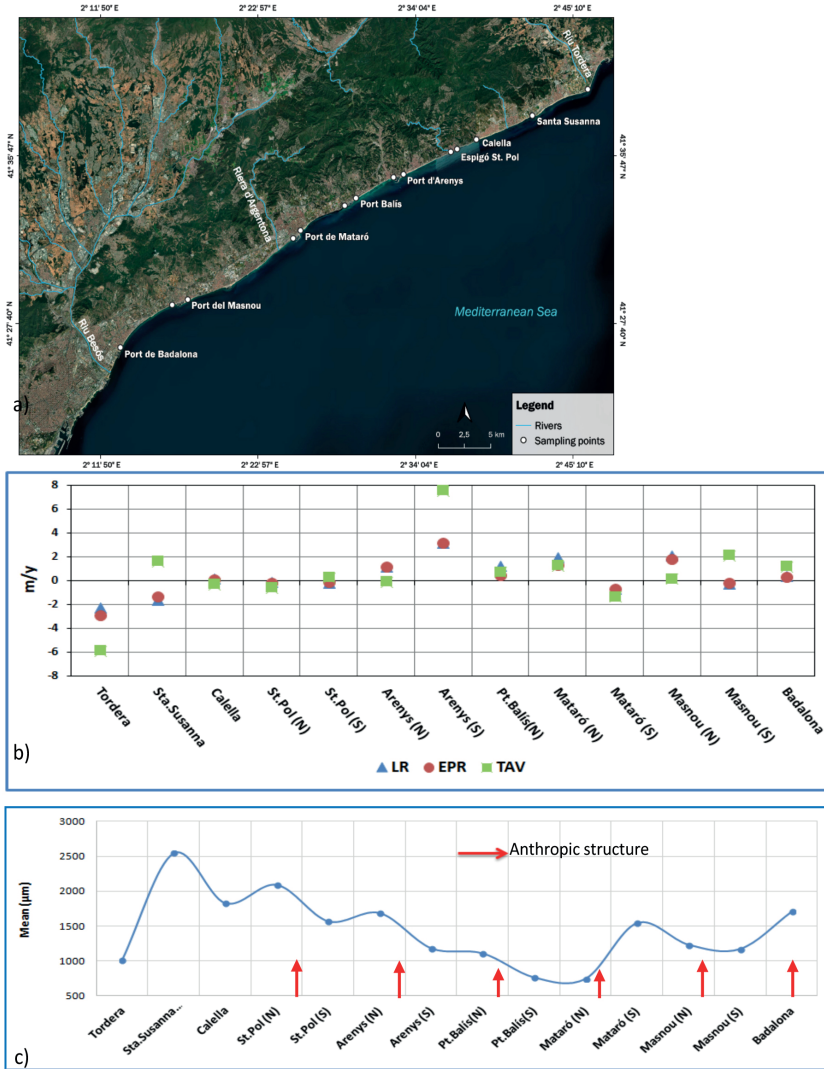 2° 11' 50" E
2° 22' 57" E
2° 34' 04" E
2° 45' 10" E
41° 35' 47" N
41° 27' 40" N
41° 35' 47" N
41° 27' 40" N
Riu Tordera
Santa Susanna
Calella
Espigó St. Pol
Port d'Arenys
Port Balís
Riera d'Argentona
Port de Mataró
Port del Masnou
Mediterranean Sea
Riu Besòs
Port de Badalona
a)
0 2,5 5 km
Legend
Rivers
Sampling points
2° 11' 50" E
2° 22' 57" E
2° 34' 04" E
2° 45' 10" E
8
6
4
2
0
-2
-4
-6
-8
m/y
Tordera
Sta.Susanna
Calella
St.Pol (N)
St.Pol (S)
Arenys (N)
Arenys (S)
Pt.Balís(N)
Mataró (N)
Mataró (S)
Masnou (N)
Masnou (S)
Badalona
b)
LR EPR TAV
3000
2500
2000
1500
1000
500
Mean (µm)
Anthropic structure
Tordera
Sta.Susanna...
Calella
St.Pol (N)
St.Pol (S)
Arenys (N)
Arenys (S)
Pt.Balís(N)
Pt.Balís(S)
Mataró (N)
Mataró (S)
Masnou (N)
Masnou (S)
Badalona
c)